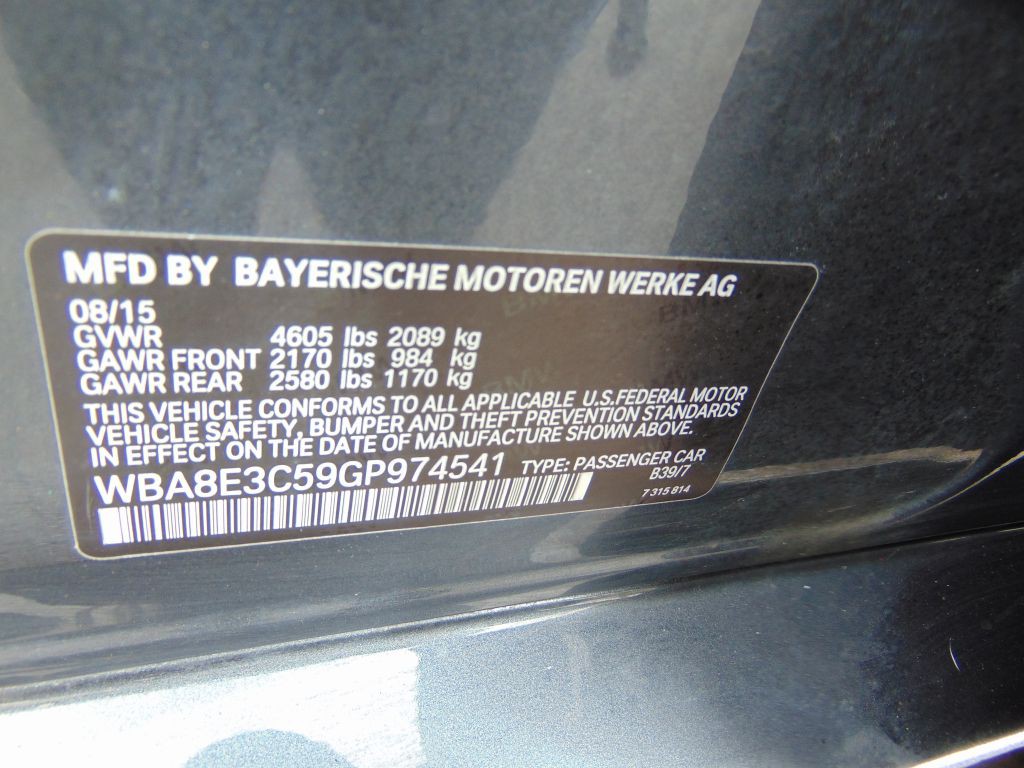 MFD BY BAYERISCHE MOTOREN WERKE AG
08/15
GVWR 4605 lbs 2089 kg
GAWR FRONT 2170 lbs 984 kg
GAWR REAR 2580 lbs 1170 kg
THIS VEHICLE CONFORMS TO ALL APPLICABLE U.S.FEDERAL MOTOR
VEHICLE SAFETY, BUMPER AND THEFT PREVENTION STANDARDS
IN EFFECT ON THE DATE OF MANUFACTURE SHOWN ABOVE.
WBA8E3C59GP974541 TYPE: PASSENGER CAR
B39/7
7 315 814